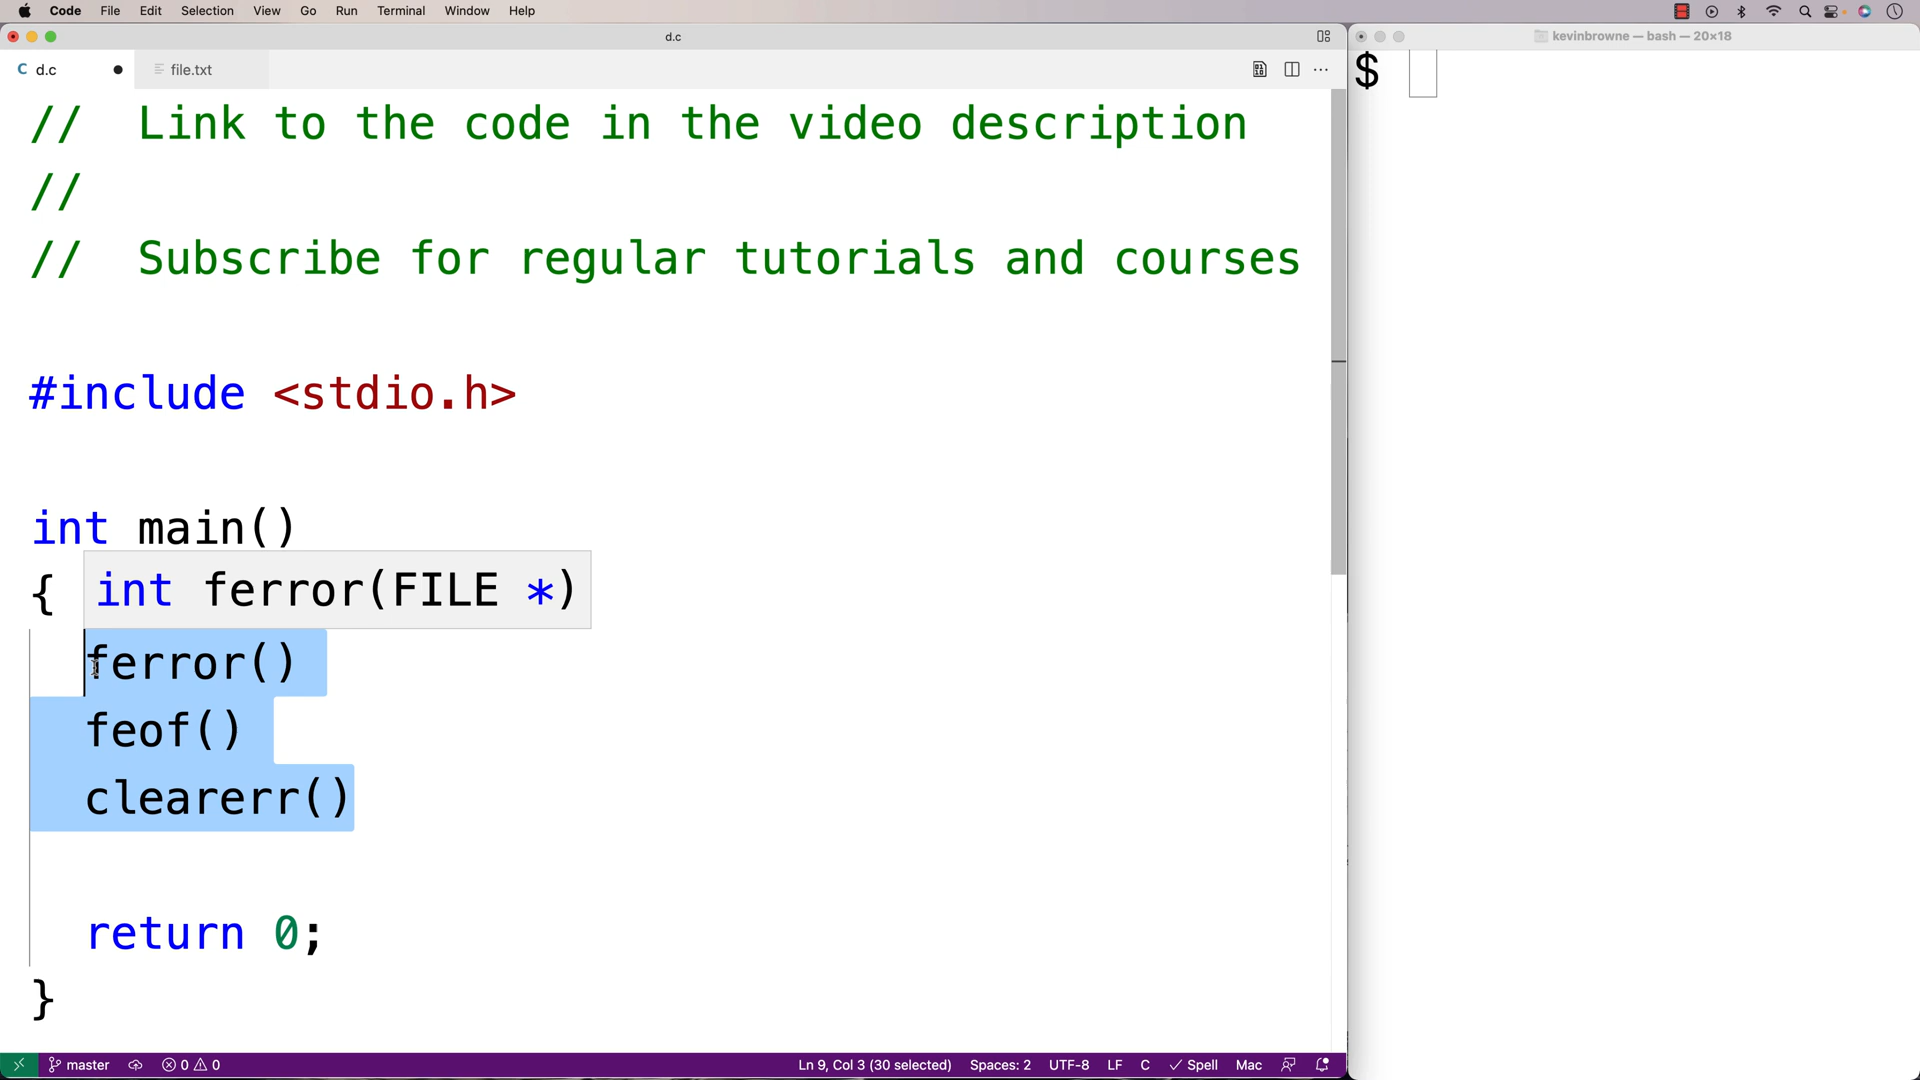 Code File Edit Selection View Go Run Terminal Window Help
d.c
kevinbrowne — bash — 20×18
C d.c
file.txt
$
// Link to the code in the video description
//
// Subscribe for regular tutorials and courses
#include <stdio.h>
int main()
{
int ferror(FILE *)
ferror()
feof()
clearerr()
return 0;
}
master
0 0
Ln 9, Col 3 (30 selected) Spaces: 2 UTF-8 LF C Spell Mac